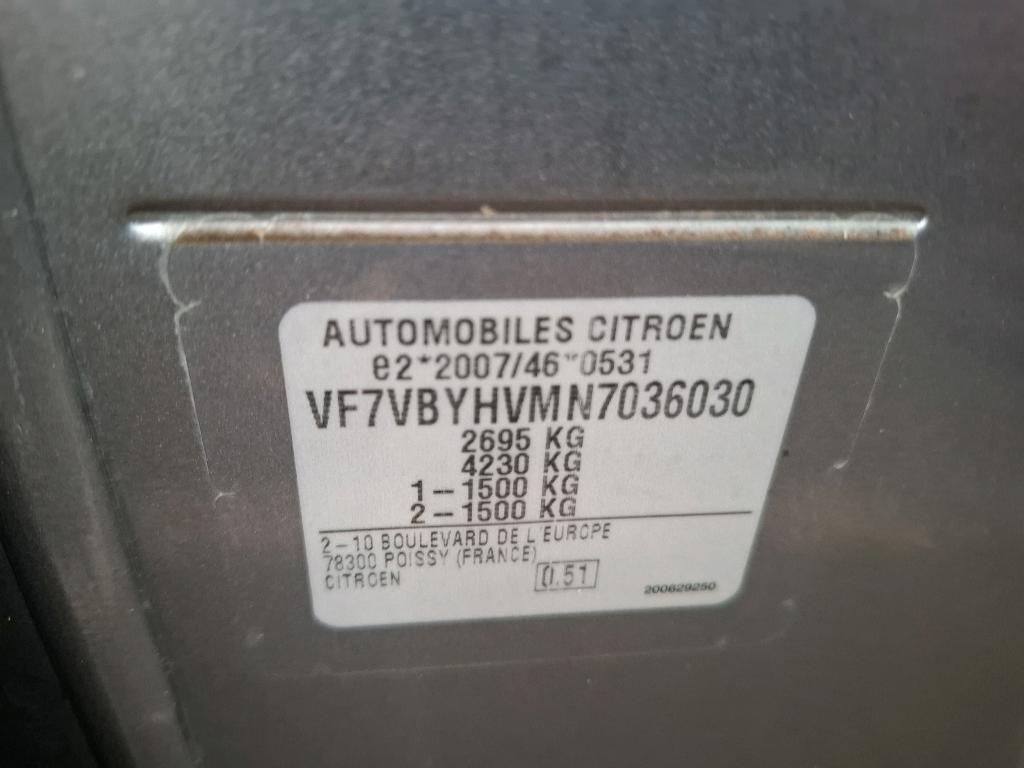 AUTOMOBILES CITROEN
e2*2007/46*0531
VF7VBYHVMN7036030
2695 KG
4230 KG
1-1500 KG
2-1500 KG
2-10 BOULEVARD DE L'EUROPE
78300 POISSY (FRANCE)
CITROEN
0.51
200629250